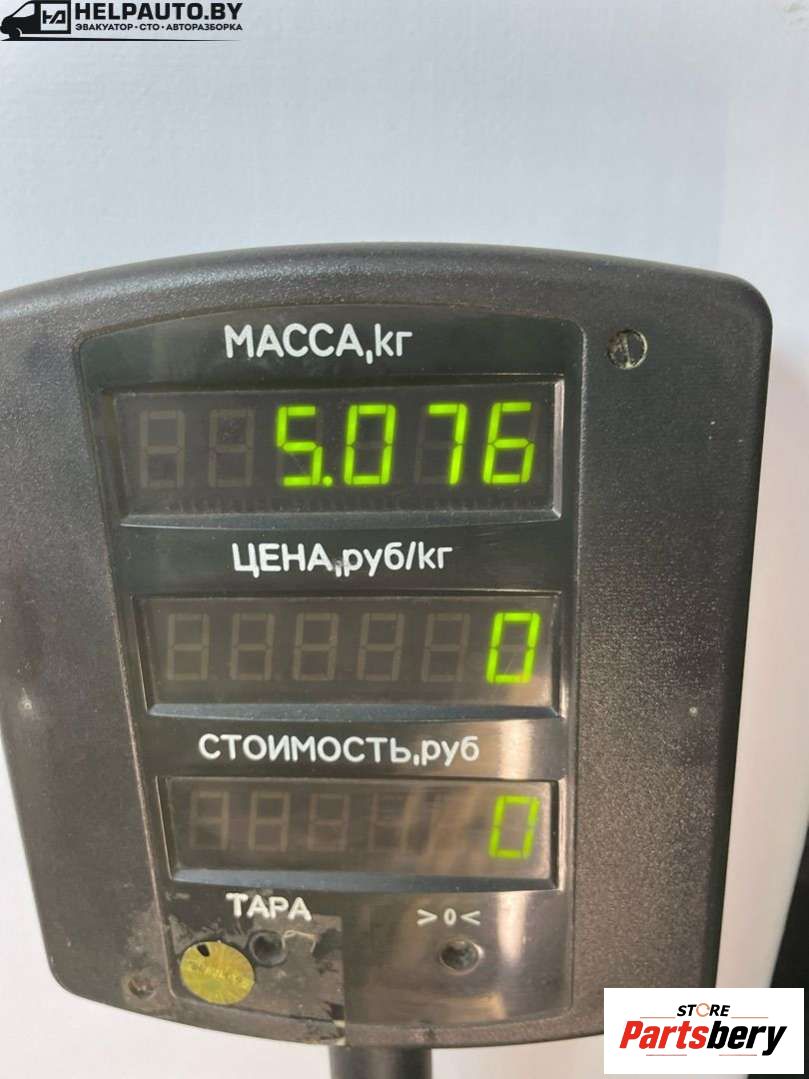 HELPAUTO.BY
ЭВАКУАТОР·СТО·АВТОРАЗБОРКА
МАССА,кг
5.076
ЦЕНА,руб/кг
0
СТОИМОСТЬ,руб
0
ТАРА >0<
STORE
Partsbery